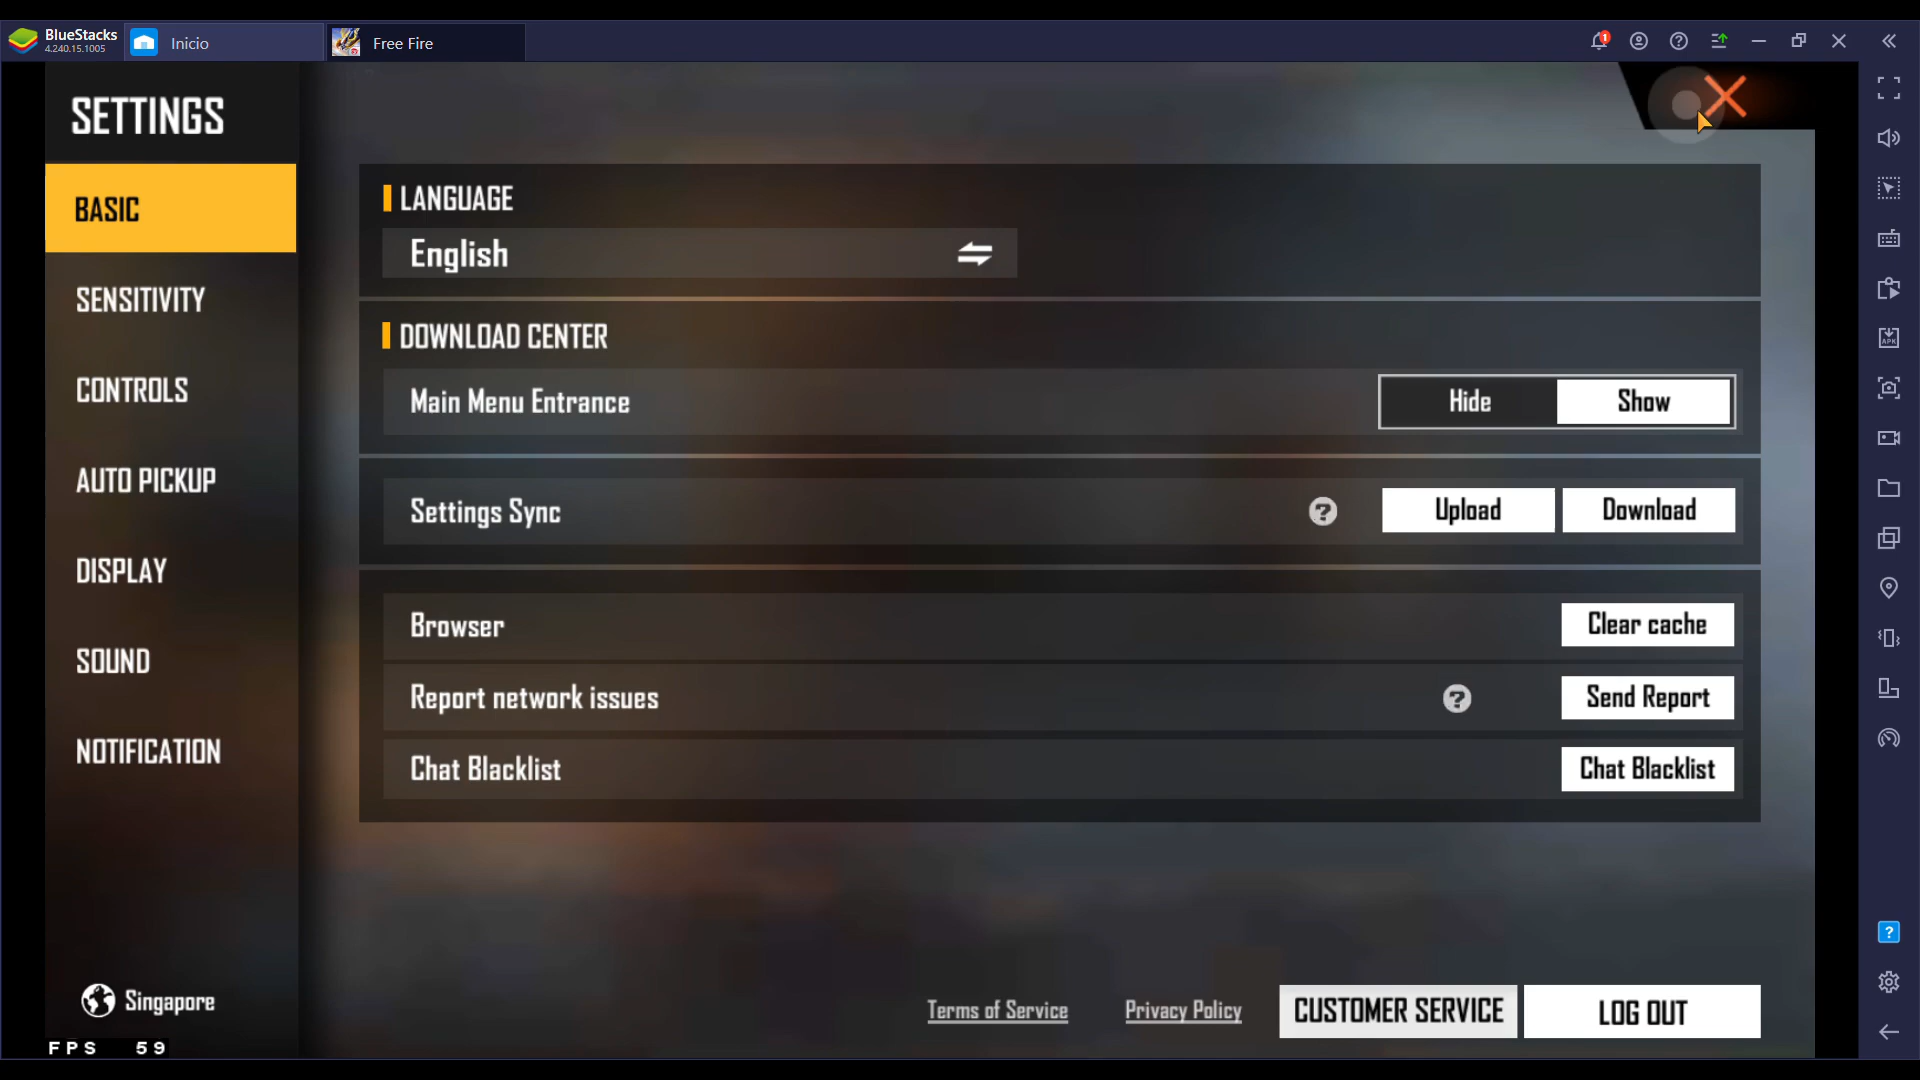 BlueStacks
4.240.15.1005
Inicio
Free Fire
1
SETTINGS
BASIC
SENSITIVITY
CONTROLS
AUTO PICKUP
DISPLAY
SOUND
NOTIFICATION
Singapore
FPS 59
LANGUAGE
English
DOWNLOAD CENTER
Main Menu Entrance
Hide
Show
Settings Sync
?
Upload
Download
Browser
Clear cache
Report network issues
?
Send Report
Chat Blacklist
Chat Blacklist
Terms of Service
Privacy Policy
CUSTOMER SERVICE
LOG OUT
APK
?